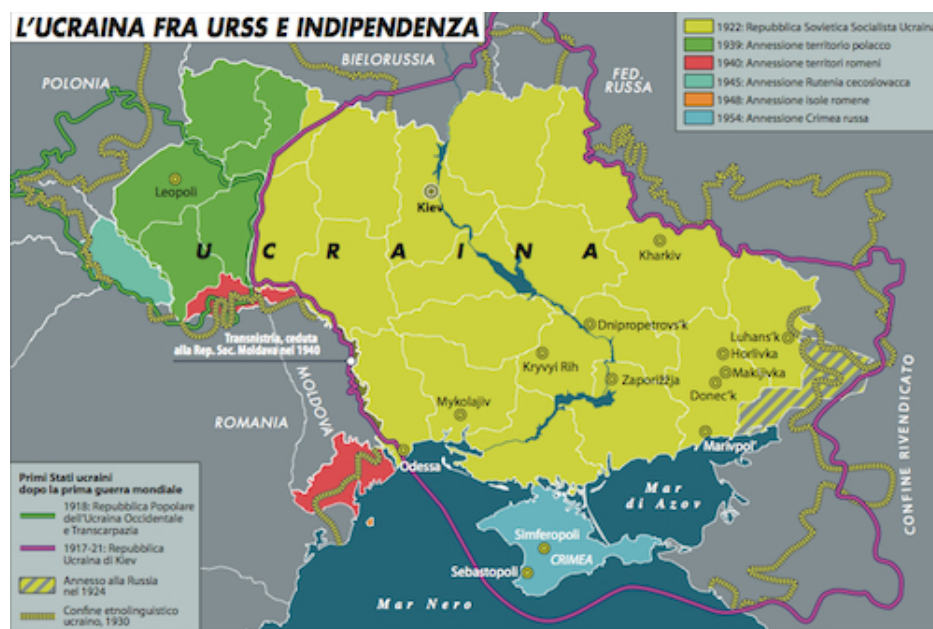 L'UCRAINA FRA URSS E INDIPENDENZA
1922: Repubblica Sovietica Socialista Ucraina
1939: Annessione territorio polacco
1940: Annessione territori romeni
1945: Annessione Rutenia cecoslovacca
1948: Annessione isole romene
1954: Annessione Crimea russa
BIELORUSSIA
POLONIA
FED.
RUSSA
Leopoli
Kiev
UCRAINA
Kharkiv
Transnistria, ceduta
alla Rep. Soc. Moldava nel 1940
Dnipropetrovs'k
Luhans'k
Horlivka
Kryvyi Rih
Makijivka
Zaporižžja
Donec'k
MOLDOVA
ROMANIA
Mykolajiv
Marivpol'
Odessa
CONFINE RIVENDICATO
Mar
di Azov
Simferopoli
CRIMEA
Sebastopoli
Mar Nero
Primi Stati ucraini
dopo la prima guerra mondiale
1918: Repubblica Popolare
dell'Ucraina Occidentale
e Transcarpazia
1917-21: Repubblica
Ucraina di Kiev
Annesso alla Russia
nel 1924
Confine etnolinguistico
ucraino, 1930